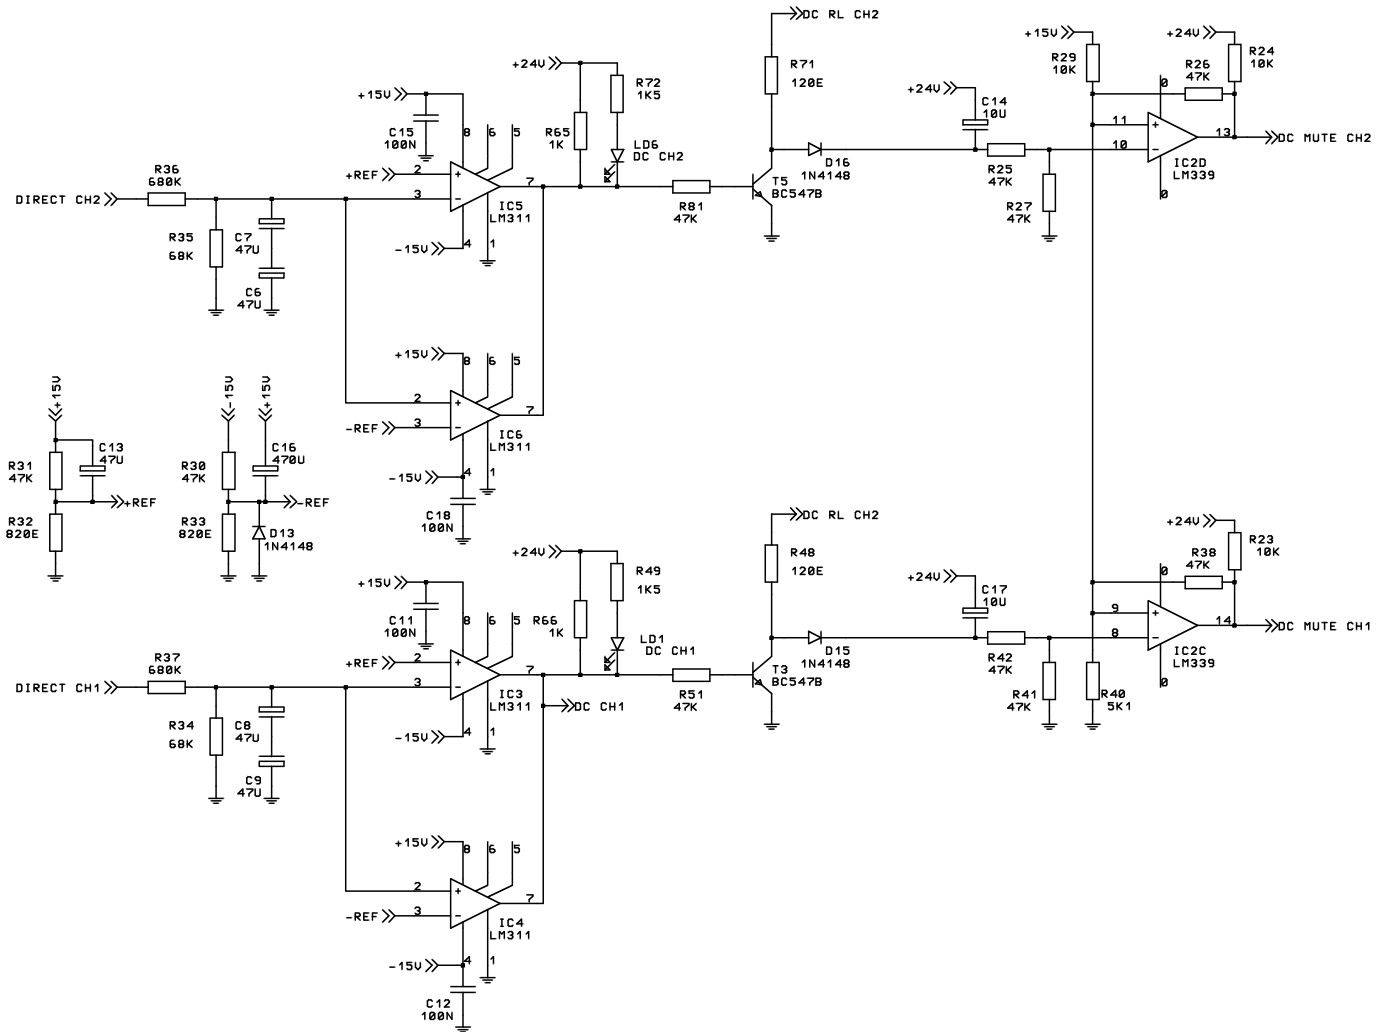 DC RL CH2
+15V
+24V
R24
10K
R29
10K
R26
47K
+24V
R71
120E
R72
1K5
+24V
C14
10U
+15V
C15
100N
8
6
5
R65
1K
LD6
DC CH2
11
10
13
DC MUTE CH2
0
0
IC2D
LM339
D16
1N4148
R25
47K
R27
47K
R36
680K
+REF
2
3
7
T5
BC547B
DIRECT CH2
IC5
LM311
R81
47K
R35
68K
C7
47U
-15V
4
1
C6
47U
+15V
8
6
5
+15V
-15V
+15V
2
3
7
-REF
IC6
LM311
C13
47U
C16
470U
R31
47K
R30
47K
-15V
4
1
+REF
-REF
R32
820E
R33
820E
D13
1N4148
C18
100N
DC RL CH2
+24V
R23
10K
R38
47K
+24V
R48
120E
R49
1K5
+15V
+24V
C17
10U
C11
100N
8
6
5
R66
1K
LD1
DC CH1
9
8
14
DC MUTE CH1
0
0
IC2C
LM339
R37
680K
+REF
2
3
7
D15
1N4148
R42
47K
T3
BC547B
DIRECT CH1
IC3
LM311
DC CH1
R51
47K
R41
47K
R40
5K1
R34
68K
C8
47U
-15V
4
1
C9
47U
+15V
8
6
5
2
3
7
-REF
IC4
LM311
-15V
4
1
C12
100N